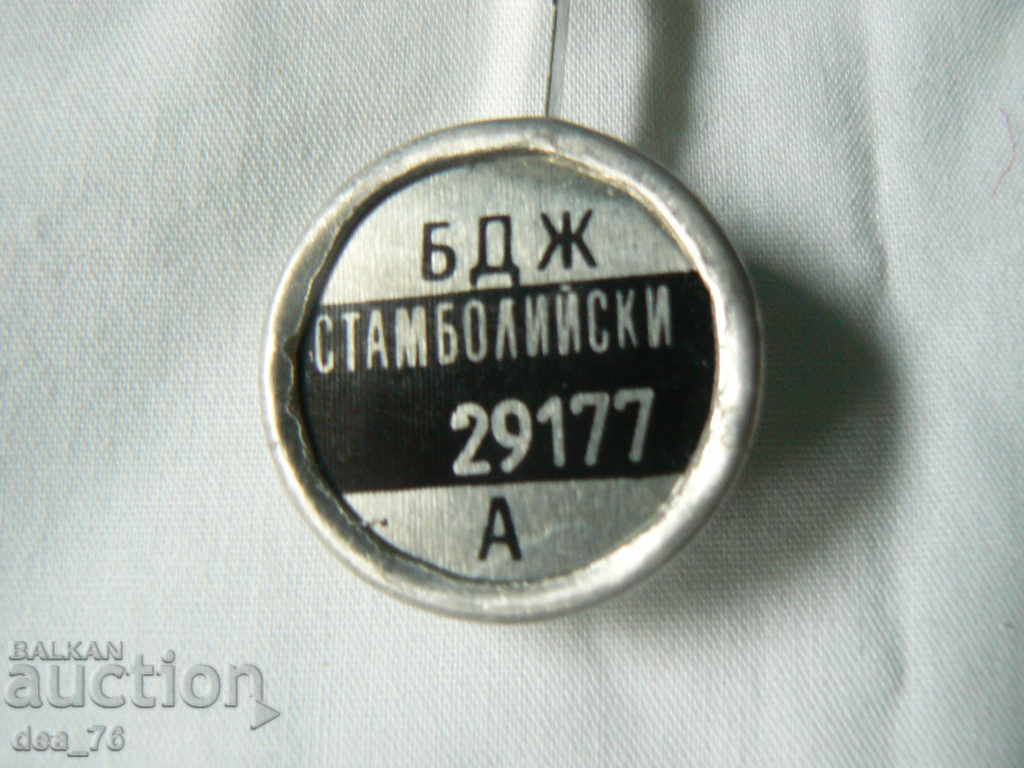 БДЖ
СТАМБОЛИЙСКИ
29177
А
BALKAN
auction
dea_76